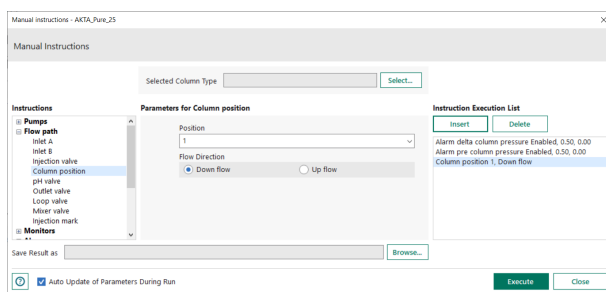 Manual instructions - AKTA_Pure_25
Manual Instructions
Selected Column Type
Select...
Instructions
Pumps
Flow path
Inlet A
Inlet B
Injection valve
Column position
pH valve
Outlet valve
Loop valve
Mixer valve
Injection mark
Monitors
Parameters for Column position
Position
1
Flow Direction
Down flow
Up flow
Instruction Execution List
Insert
Delete
Alarm delta column pressure Enabled, 0.50, 0.00
Alarm pre column pressure Enabled, 0.50, 0.00
Column position 1, Down flow
Save Result as
Browse...
Auto Update of Parameters During Run
Execute
Close